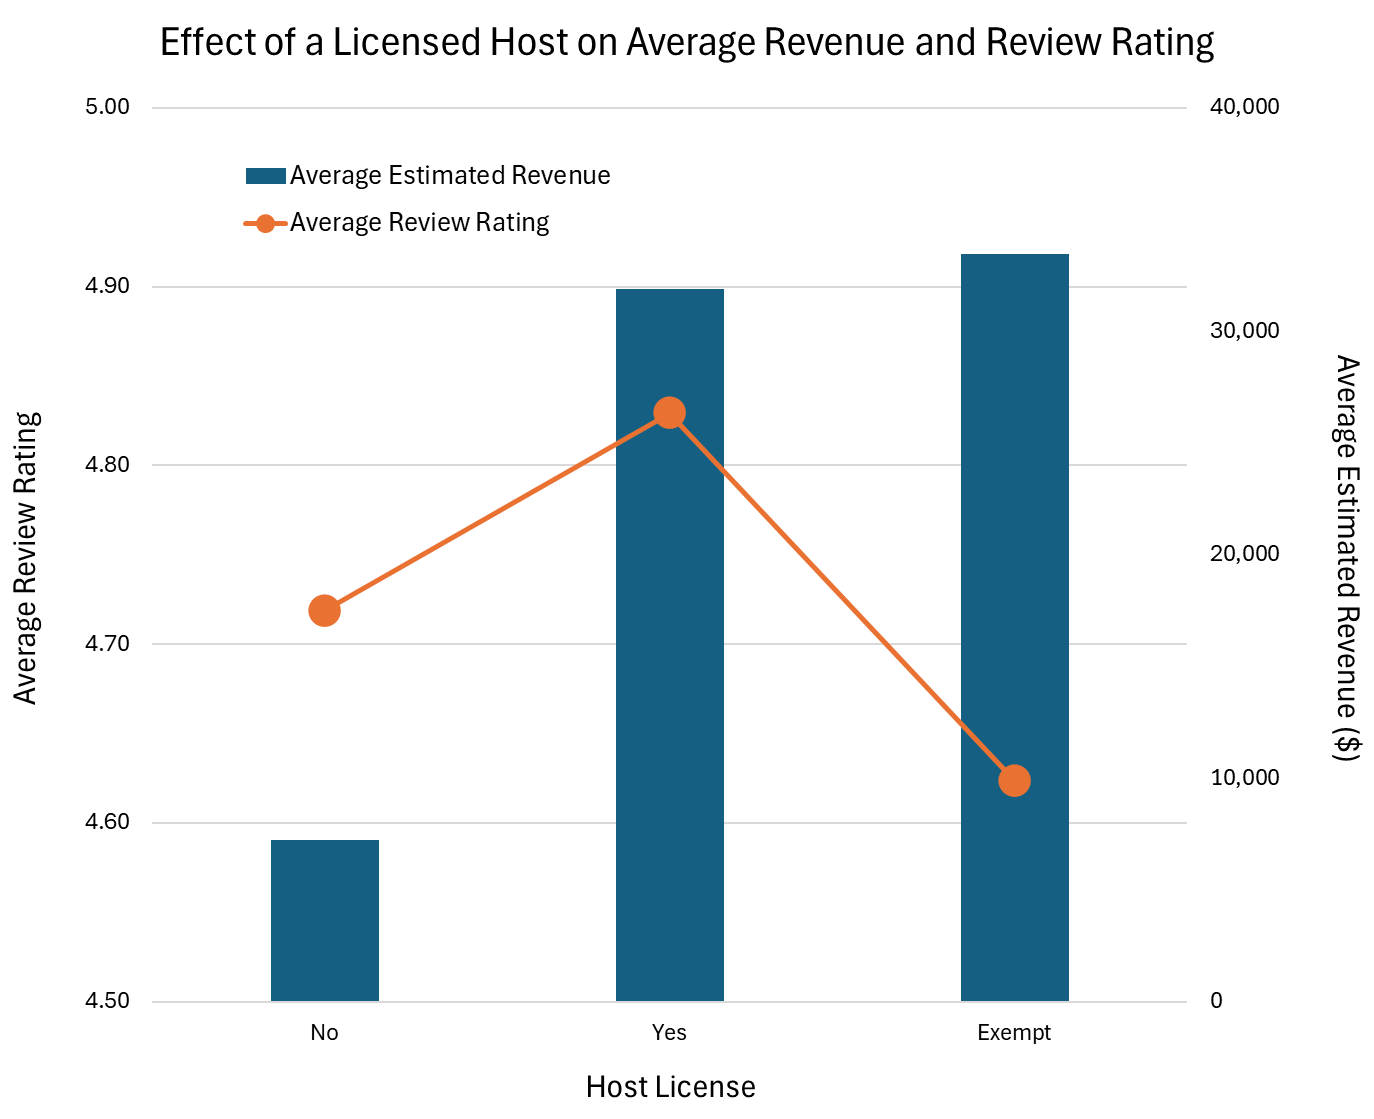 Effect of a Licensed Host on Average Revenue and Review Rating
5.00
40,000
Average Estimated Revenue
Average Review Rating
4.90
30,000
4.80
20,000
4.70
10,000
4.60
4.50
0
Average Review Rating
Average Estimated Revenue ($)
No
Yes
Exempt
Host License